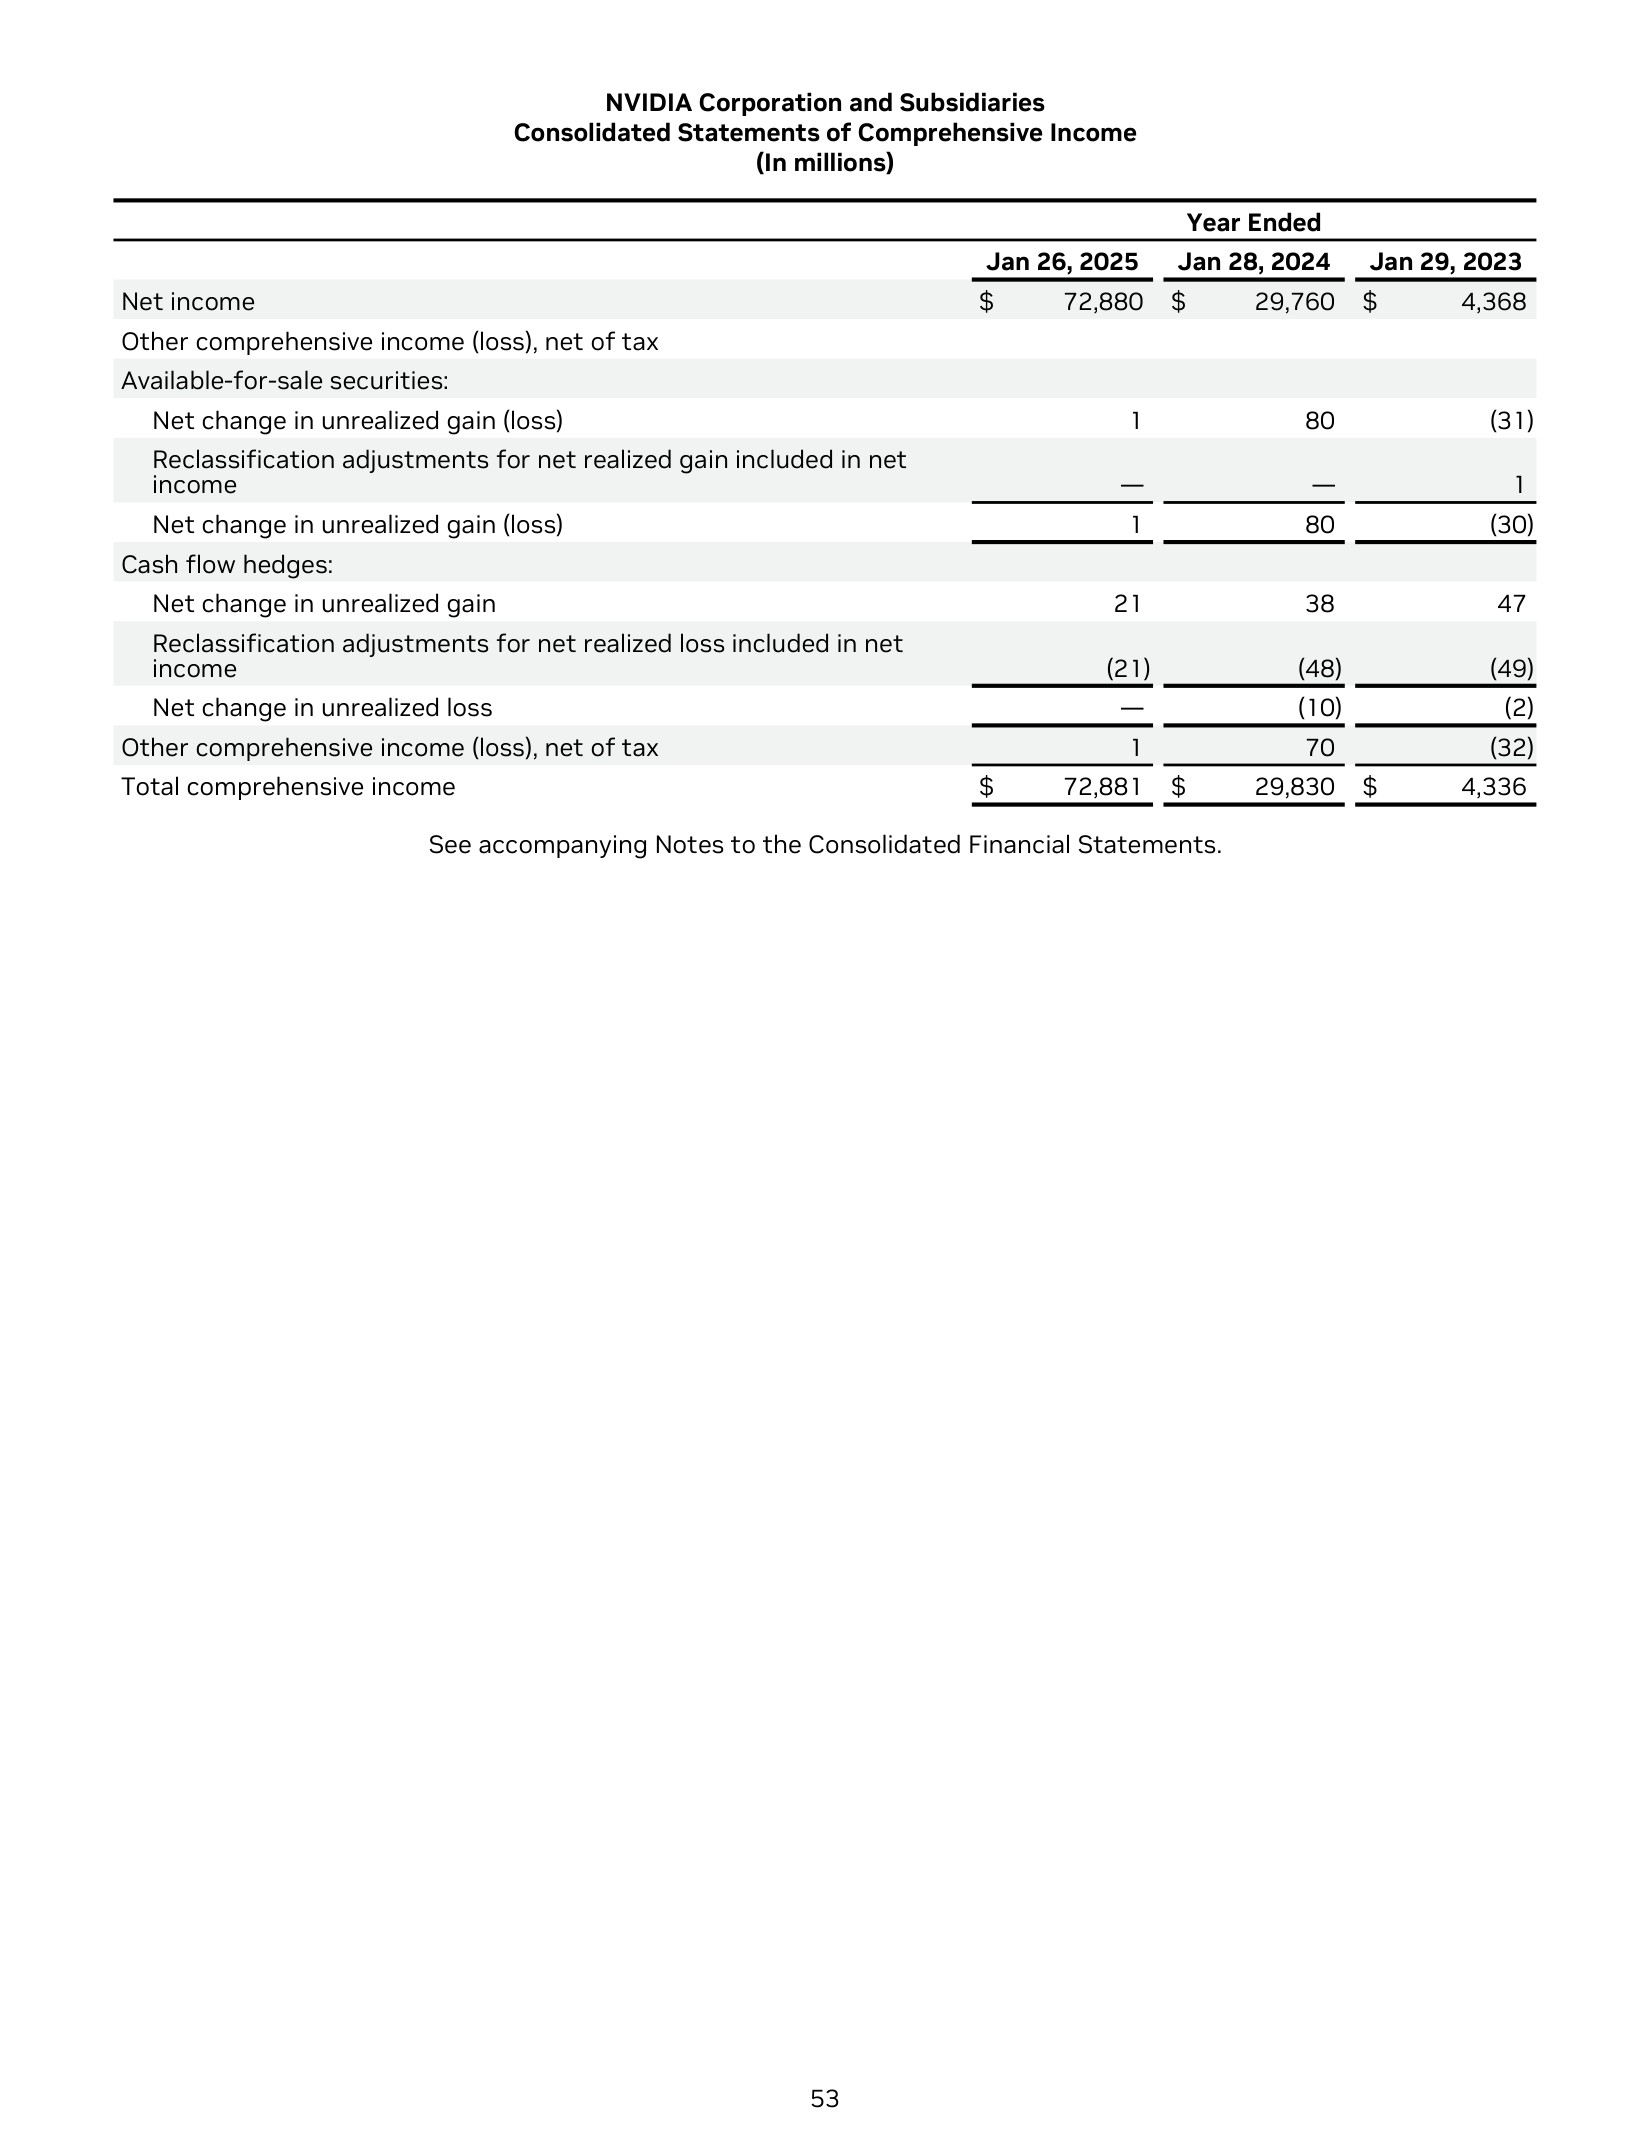 NVIDIA Corporation and Subsidiaries
Consolidated Statements of Comprehensive Income
(In millions)
Year Ended
Jan 26, 2025 Jan 28, 2024 Jan 29, 2023
Net income $ 72,880 $ 29,760 $ 4,368
Other comprehensive income (loss), net of tax
Available-for-sale securities:
Net change in unrealized gain (loss) 1 80 (31)
Reclassification adjustments for net realized gain included in net
income — — 1
Net change in unrealized gain (loss) 1 80 (30)
Cash flow hedges:
Net change in unrealized gain 21 38 47
Reclassification adjustments for net realized loss included in net
income (21) (48) (49)
Net change in unrealized loss — (10) (2)
Other comprehensive income (loss), net of tax 1 70 (32)
Total comprehensive income $ 72,881 $ 29,830 $ 4,336
See accompanying Notes to the Consolidated Financial Statements.
53